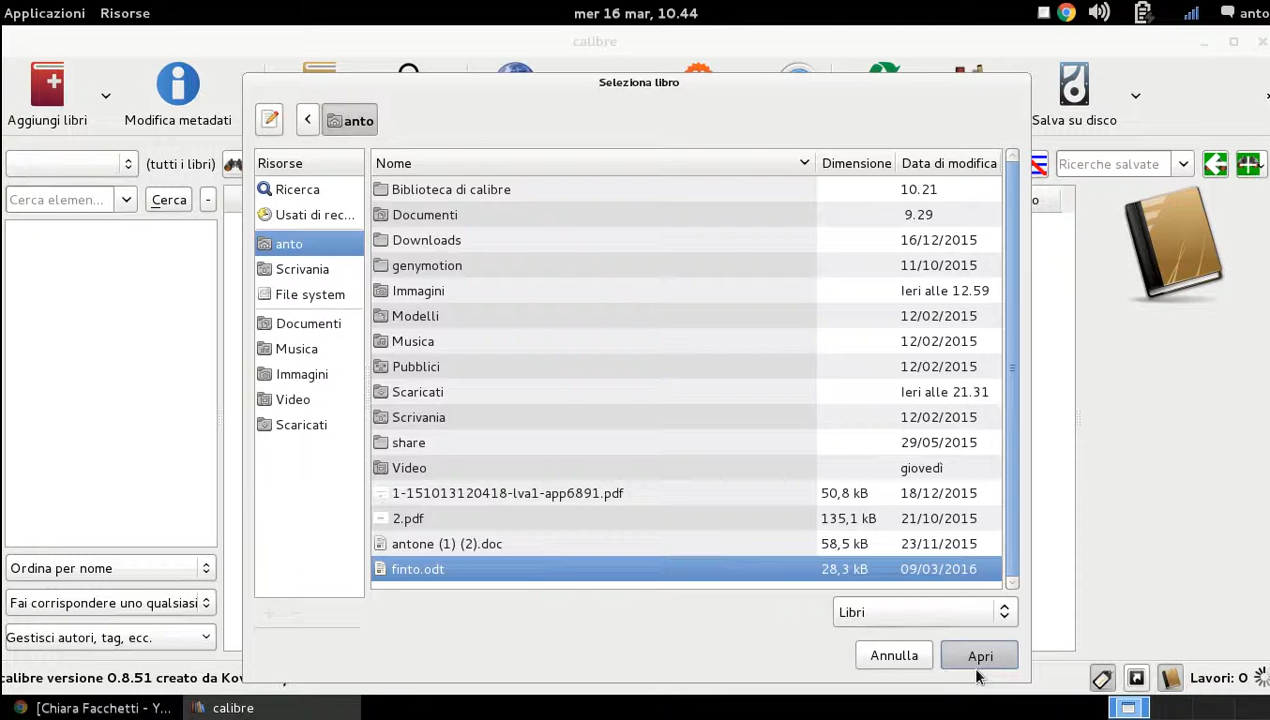 Applicazioni Risorse mer 16 mar, 10.44 anto
calibre
Seleziona libro
Aggiungi libri Modifica metadati Salva su disco
anto
(tutti i libri) Ricerche salvate
Cerca elemen... Cerca -
Risorse Nome Dimensione Data di modifica
Ricerca Biblioteca di calibre 10.21
Usati di rec... Documenti 9.29
anto Downloads 16/12/2015
Scrivania genymotion 11/10/2015
File system Immagini Ieri alle 12.59
Documenti Modelli 12/02/2015
Musica Musica 12/02/2015
Immagini Pubblici 12/02/2015
Video Scaricati Ieri alle 21.31
Scaricati Scrivania 12/02/2015
share 29/05/2015
Video giovedì
1-151013120418-lva1-app6891.pdf 50,8 kB 18/12/2015
2.pdf 135,1 kB 21/10/2015
antone (1) (2).doc 58,5 kB 23/11/2015
finto.odt 28,3 kB 09/03/2016
Ordina per nome
Fai corrispondere uno qualsiasi
Libri
Gestisci autori, tag, ecc.
Annulla Apri
calibre versione 0.8.51 creato da Kov Lavori: 0
[Chiara Facchetti - Y... calibre